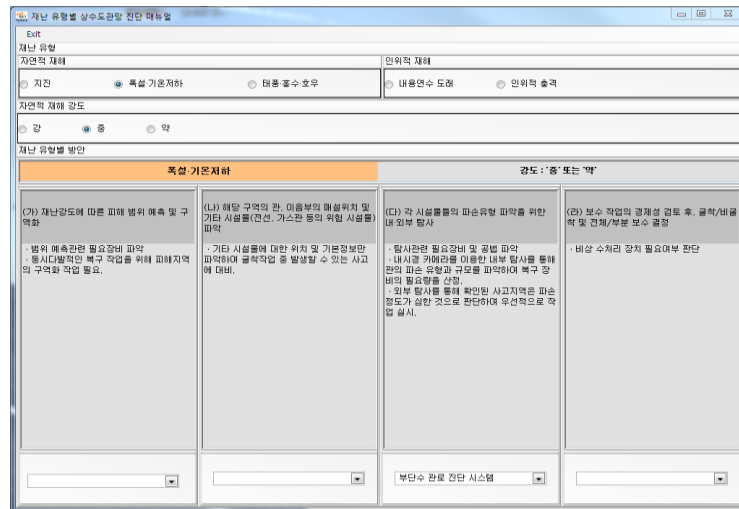 재난 유형별 상수도관망 진단 매뉴얼
Exit
재난 유형
자연적 재해
인위적 재해
지진
폭설·기온저하
태풍·홍수·호우
내용연수 도래
인위적 충격
자연적 재해 강도
강
중
약
재난 유형별 방안
폭설·기온저하
강도 : '중' 또는 '약'
(가) 재난강도에 따른 피해 범위 예측 및 구
역화
· 범위 예측관련 필요장비 파악
· 동시다발적인 복구 작업을 위해 피해지역
의 구역화 작업 필요.
(나) 해당 구역의 관, 이음부의 매설위치 및
기타 시설물(전선, 가스관 등의 위험 시설물)
파악
· 기타 시설물에 대한 위치 및 기본정보만
파악하여 굴착작업 중 발생할 수 있는 사고
에 대비.
(다) 각 시설물들의 파손유형 파악을 위한
내·외부 탐사
· 탐사관련 필요장비 및 공법 파악
· 내시경 카메라를 이용한 내부 탐사를 통해
관의 파손 유형과 규모를 파악하여 복구 장
비의 필요량을 산정.
· 외부 탐사를 통해 확인된 사고지역은 파손
정도가 심한 것으로 판단하여 우선적으로 작
업 실시.
(라) 보수 작업의 경제성 검토 후, 굴착/비굴
착 및 전체/부분 보수 결정
· 비상 수처리 장치 필요여부 판단
부단수 관로 진단 시스템